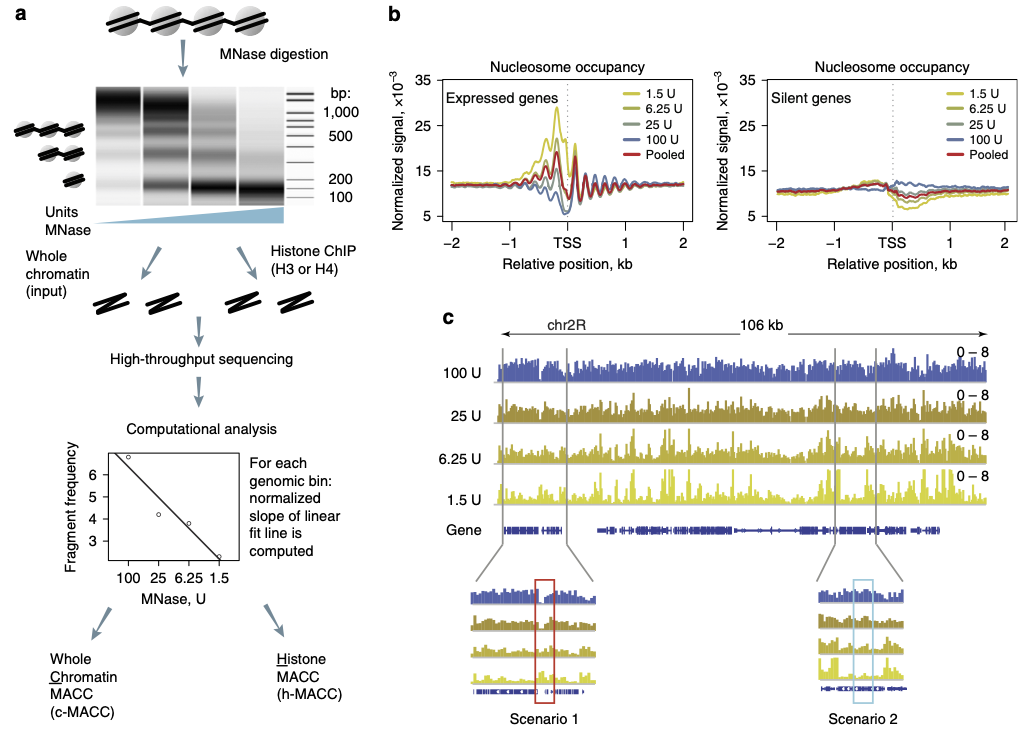 a
MNase digestion
bp:
1,000
500
200
100
Units
MNase
Whole
chromatin
(input)
Histone ChIP
(H3 or H4)
High-throughput sequencing
Computational analysis
Fragment frequency
6
5
4
3
100 25 6.25 1.5
MNase, U
For each
genomic bin:
normalized
slope of linear
fit line is
computed
Whole
Chromatin
MACC
(c-MACC)
Histone
MACC
(h-MACC)
b
Nucleosome occupancy
Normalized signal, ×10⁻³
35
25
15
5
Expressed genes
1.5 U
6.25 U
25 U
100 U
Pooled
−2 −1 TSS 1 2
Relative position, kb
Nucleosome occupancy
Normalized signal, ×10⁻³
35
25
15
5
Silent genes
1.5 U
6.25 U
25 U
100 U
Pooled
−2 −1 TSS 1 2
Relative position, kb
c
chr2R 106 kb
100 U 0 – 8
25 U 0 – 8
6.25 U 0 – 8
1.5 U 0 – 8
Gene
Scenario 1
Scenario 2